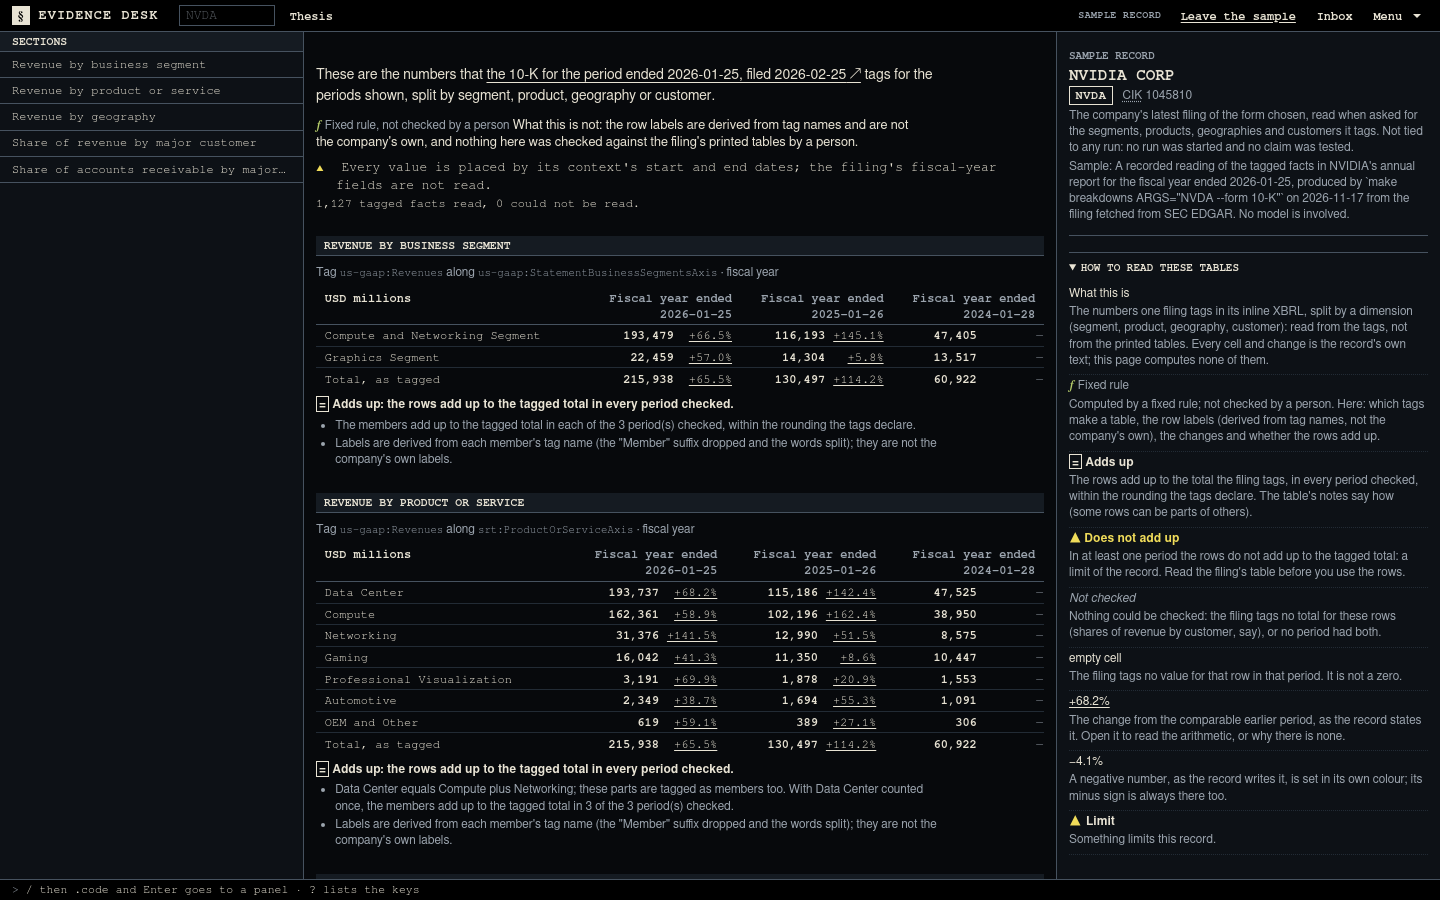 § EVIDENCE DESK NVDA Thesis SAMPLE RECORD Leave the sample Inbox Menu
SECTIONS
Revenue by business segment
Revenue by product or service
Revenue by geography
Share of revenue by major customer
Share of accounts receivable by major…
These are the numbers that the 10-K for the period ended 2026-01-25, filed 2026-02-25 ↗ tags for the
periods shown, split by segment, product, geography or customer.
ƒ Fixed rule, not checked by a person What this is not: the row labels are derived from tag names and are not
the company's own, and nothing here was checked against the filing's printed tables by a person.
▲ Every value is placed by its context's start and end dates; the filing's fiscal-year
fields are not read.
1,127 tagged facts read, 0 could not be read.
REVENUE BY BUSINESS SEGMENT
Tag us-gaap:Revenues along us-gaap:StatementBusinessSegmentsAxis · fiscal year
USD millions Fiscal year ended 2026-01-25 Fiscal year ended 2025-01-26 Fiscal year ended 2024-01-28
Compute and Networking Segment 193,479 +66.5% 116,193 +145.1% 47,405 —
Graphics Segment 22,459 +57.0% 14,304 +5.8% 13,517 —
Total, as tagged 215,938 +65.5% 130,497 +114.2% 60,922 —
= Adds up: the rows add up to the tagged total in every period checked.
• The members add up to the tagged total in each of the 3 period(s) checked, within the rounding the tags declare.
• Labels are derived from each member's tag name (the "Member" suffix dropped and the words split); they are not the
company's own labels.
REVENUE BY PRODUCT OR SERVICE
Tag us-gaap:Revenues along srt:ProductOrServiceAxis · fiscal year
USD millions Fiscal year ended 2026-01-25 Fiscal year ended 2025-01-26 Fiscal year ended 2024-01-28
Data Center 193,737 +68.2% 115,186 +142.4% 47,525 —
Compute 162,361 +58.9% 102,196 +162.4% 38,950 —
Networking 31,376 +141.5% 12,990 +51.5% 8,575 —
Gaming 16,042 +41.3% 11,350 +8.6% 10,447 —
Professional Visualization 3,191 +69.9% 1,878 +20.9% 1,553 —
Automotive 2,349 +38.7% 1,694 +55.3% 1,091 —
OEM and Other 619 +59.1% 389 +27.1% 306 —
Total, as tagged 215,938 +65.5% 130,497 +114.2% 60,922 —
= Adds up: the rows add up to the tagged total in every period checked.
• Data Center equals Compute plus Networking; these parts are tagged as members too. With Data Center counted
once, the members add up to the tagged total in 3 of the 3 period(s) checked.
• Labels are derived from each member's tag name (the "Member" suffix dropped and the words split); they are not the
company's own labels.
SAMPLE RECORD
NVIDIA CORP
NVDA CIK 1045810
The company's latest filing of the form chosen, read when asked for
the segments, products, geographies and customers it tags. Not tied
to any run: no run was started and no claim was tested.
Sample: A recorded reading of the tagged facts in NVIDIA's annual
report for the fiscal year ended 2026-01-25, produced by `make
breakdowns ARGS="NVDA --form 10-K"` on 2026-11-17 from the
filing fetched from SEC EDGAR. No model is involved.
▼ HOW TO READ THESE TABLES
What this is
The numbers one filing tags in its inline XBRL, split by a dimension
(segment, product, geography, customer): read from the tags, not
from the printed tables. Every cell and change is the record's own
text; this page computes none of them.
ƒ Fixed rule
Computed by a fixed rule; not checked by a person. Here: which tags
make a table, the row labels (derived from tag names, not the
company's own), the changes and whether the rows add up.
= Adds up
The rows add up to the total the filing tags, in every period checked,
within the rounding the tags declare. The table's notes say how
(some rows can be parts of others).
▲ Does not add up
In at least one period the rows do not add up to the tagged total: a
limit of the record. Read the filing's table before you use the rows.
Not checked
Nothing could be checked: the filing tags no total for these rows
(shares of revenue by customer, say), or no period had both.
empty cell
The filing tags no value for that row in that period. It is not a zero.
+68.2%
The change from the comparable earlier period, as the record states
it. Open it to read the arithmetic, or why there is none.
−4.1%
A negative number, as the record writes it, is set in its own colour; its
minus sign is always there too.
▲ Limit
Something limits this record.
> / then .code and Enter goes to a panel · ? lists the keys